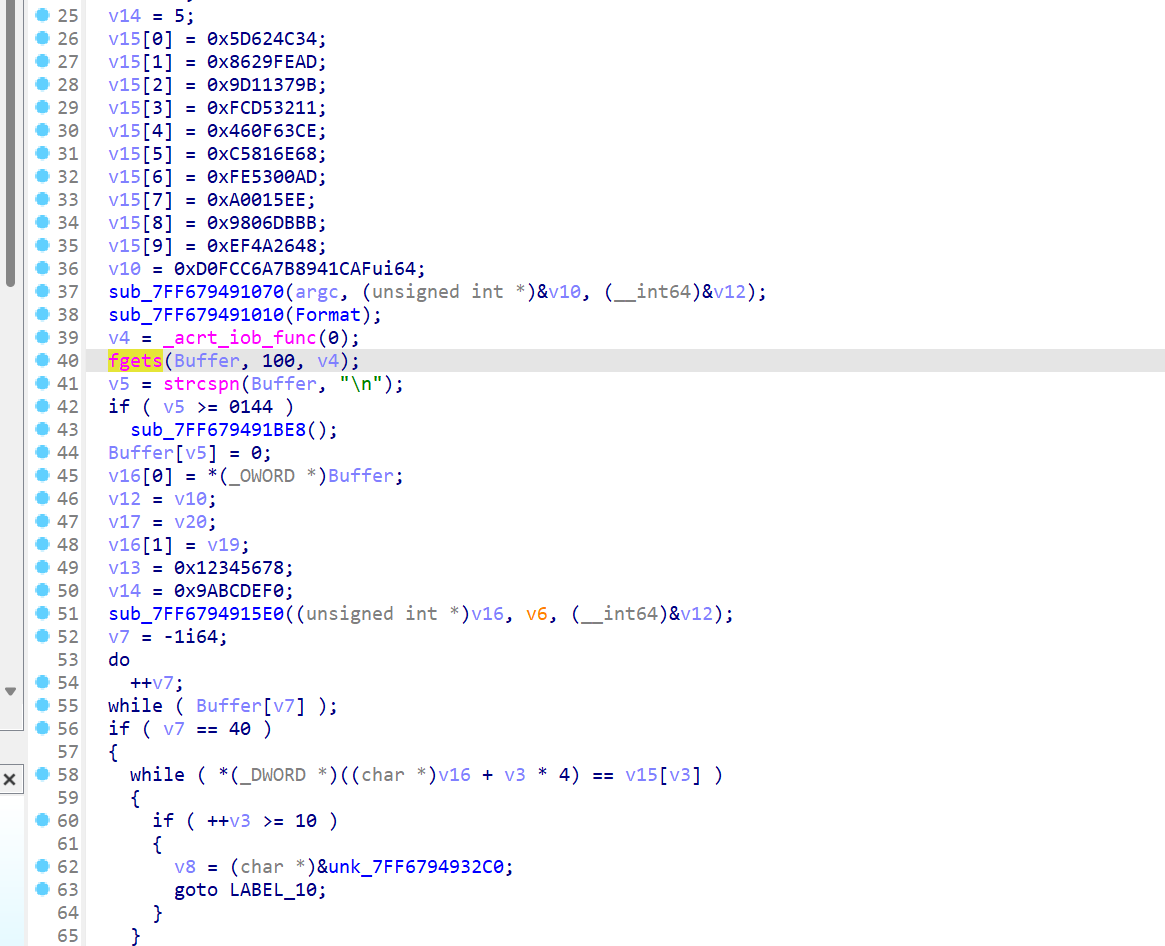 25 v14 = 5;
26 v15[0] = 0x5D624C34;
27 v15[1] = 0x8629FEAD;
28 v15[2] = 0x9D11379B;
29 v15[3] = 0xFCD53211;
30 v15[4] = 0x460F63CE;
31 v15[5] = 0xC5816E68;
32 v15[6] = 0xFE5300AD;
33 v15[7] = 0xA0015EE;
34 v15[8] = 0x9806DBBB;
35 v15[9] = 0xEF4A2648;
36 v10 = 0xD0FCC6A7B8941CAFui64;
37 sub_7FF679491070(argc, (unsigned int *)&v10, (__int64)&v12);
38 sub_7FF679491010(Format);
39 v4 = _acrt_iob_func(0);
40 fgets(Buffer, 100, v4);
41 v5 = strcspn(Buffer, "\n");
42 if ( v5 >= 0144 )
43 sub_7FF679491BE8();
44 Buffer[v5] = 0;
45 v16[0] = *(_OWORD *)Buffer;
46 v12 = v10;
47 v17 = v20;
48 v16[1] = v19;
49 v13 = 0x12345678;
50 v14 = 0x9ABCDEF0;
51 sub_7FF6794915E0((unsigned int *)v16, v6, (__int64)&v12);
52 v7 = -1i64;
53 do
54 ++v7;
55 while ( Buffer[v7] );
56 if ( v7 == 40 )
57 {
58 while ( *(_DWORD *)((char *)v16 + v3 * 4) == v15[v3] )
59 {
60 if ( ++v3 >= 10 )
61 {
62 v8 = (char *)&unk_7FF6794932C0;
63 goto LABEL_10;
64 }
65 }